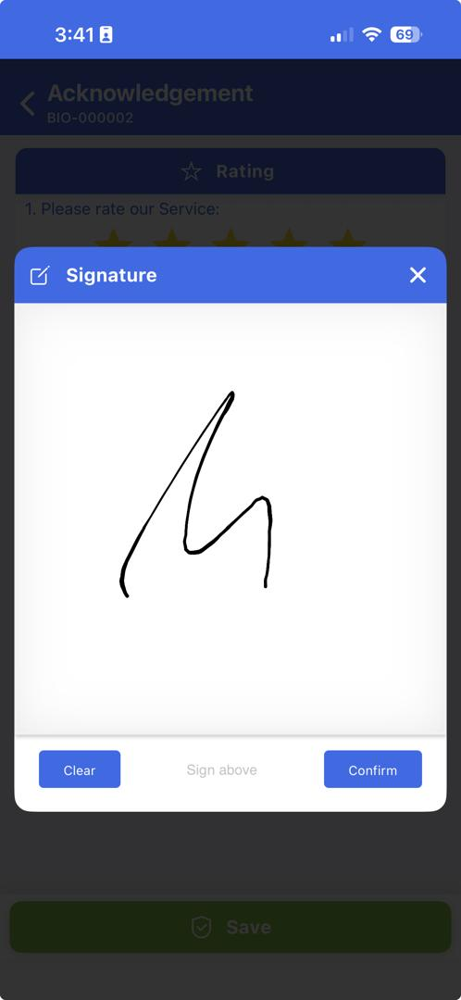 3:41
69
Acknowledgement
BIO-000002
Rating
1. Please rate our Service:
Signature
Clear
Sign above
Confirm
Save